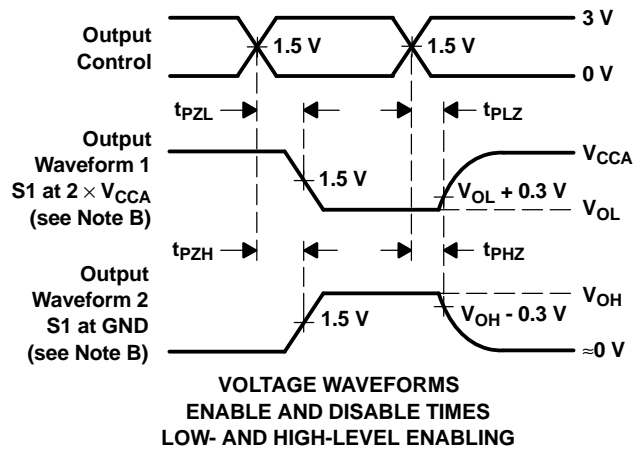 3 V
Output
Control
1.5 V
1.5 V
0 V
tPZL
tPLZ
Output
Waveform 1
S1 at 2 × VCCA
(see Note B)
VCCA
1.5 V
VOL + 0.3 V
VOL
tPZH
tPHZ
Output
Waveform 2
S1 at GND
(see Note B)
VOH
1.5 V
VOH - 0.3 V
≈0 V
VOLTAGE WAVEFORMS
ENABLE AND DISABLE TIMES
LOW- AND HIGH-LEVEL ENABLING